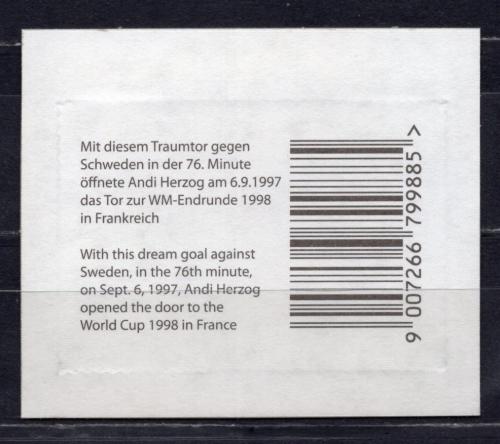 Mit diesem Traumtor gegen
Schweden in der 76. Minute
öffnete Andi Herzog am 6.9.1997
das Tor zur WM-Endrunde 1998
in Frankreich
With this dream goal against
Sweden, in the 76th minute,
on Sept. 6, 1997, Andi Herzog
opened the door to the
World Cup 1998 in France
9 007266 799885 >